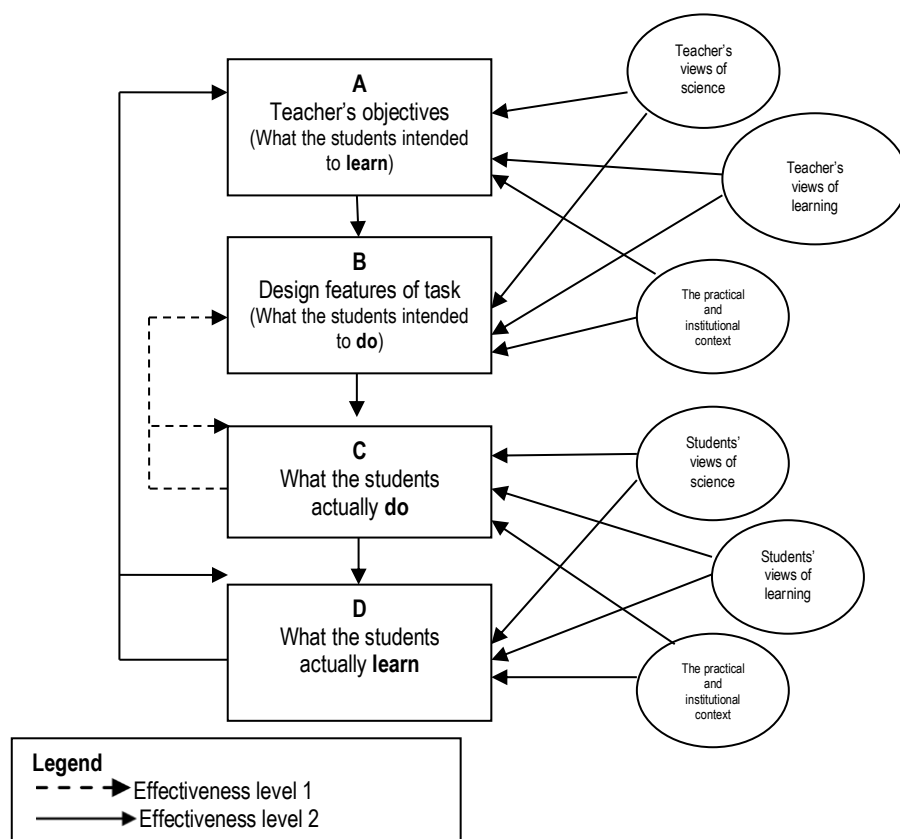 A
Teacher’s objectives
(What the students intended
to learn)
Teacher’s
views of
science
Teacher’s
views of
learning
B
Design features of task
(What the students intended
to do)
The practical
and
institutional
context
C
What the students
actually do
Students’
views of
science
Students’
views of
learning
D
What the students
actually learn
The practical
and
institutional
context
Legend
Effectiveness level 1
Effectiveness level 2